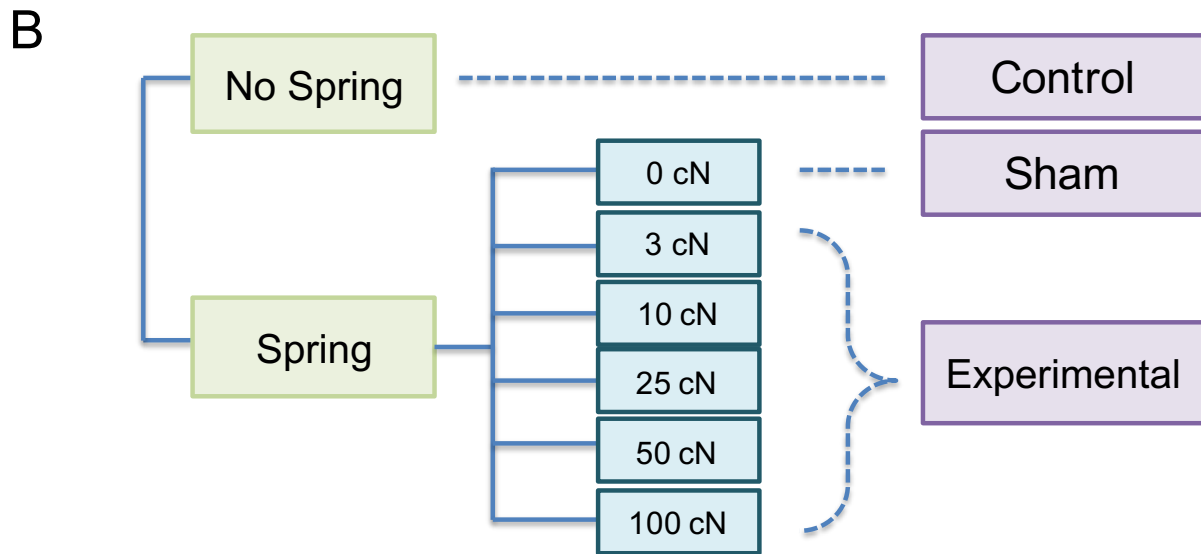 B
No Spring
Control
0 cN
Sham
3 cN
10 cN
Spring
25 cN
Experimental
50 cN
100 cN